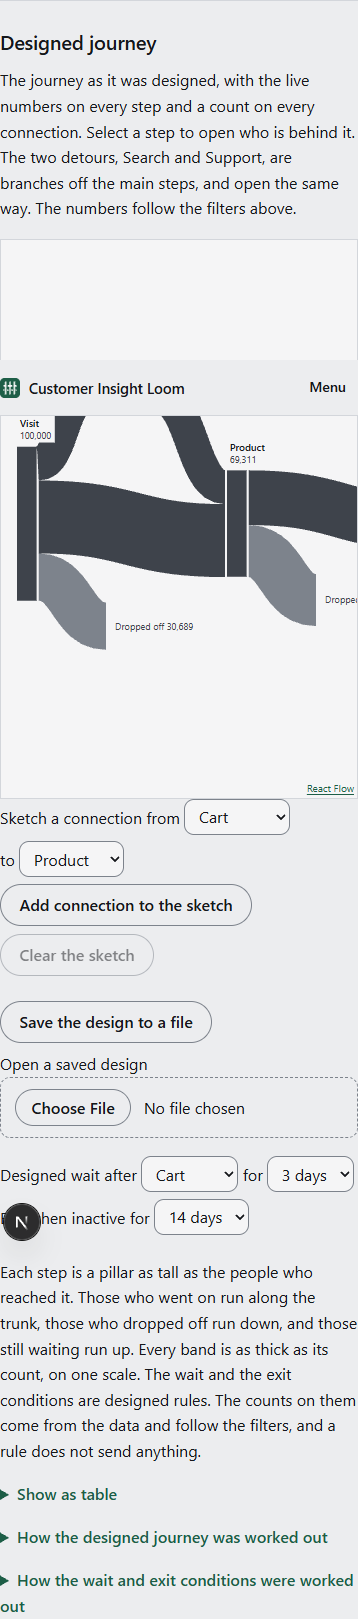 Designed journey
The journey as it was designed, with the live
numbers on every step and a count on every
connection. Select a step to open who is behind it.
The two detours, Search and Support, are
branches off the main steps, and open the same
way. The numbers follow the filters above.
Customer Insight Loom
Menu
Visit
100,000
Product
69,311
Dropped
Dropped off 30,689
React Flow
Sketch a connection from Cart
to Product
Add connection to the sketch
Clear the sketch
Save the design to a file
Open a saved design
Choose File No file chosen
Designed wait after Cart for 3 days
N
hen inactive for 14 days
Each step is a pillar as tall as the people who
reached it. Those who went on run along the
trunk, those who dropped off run down, and those
still waiting run up. Every band is as thick as its
count, on one scale. The wait and the exit
conditions are designed rules. The counts on them
come from the data and follow the filters, and a
rule does not send anything.
Show as table
How the designed journey was worked out
How the wait and exit conditions were worked
out